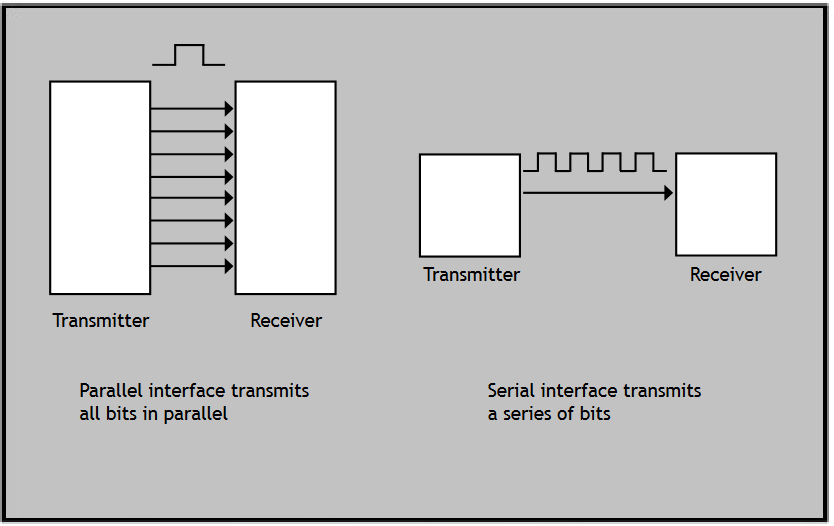 Transmitter
Receiver
Parallel interface transmits
all bits in parallel
Transmitter
Receiver
Serial interface transmits
a series of bits